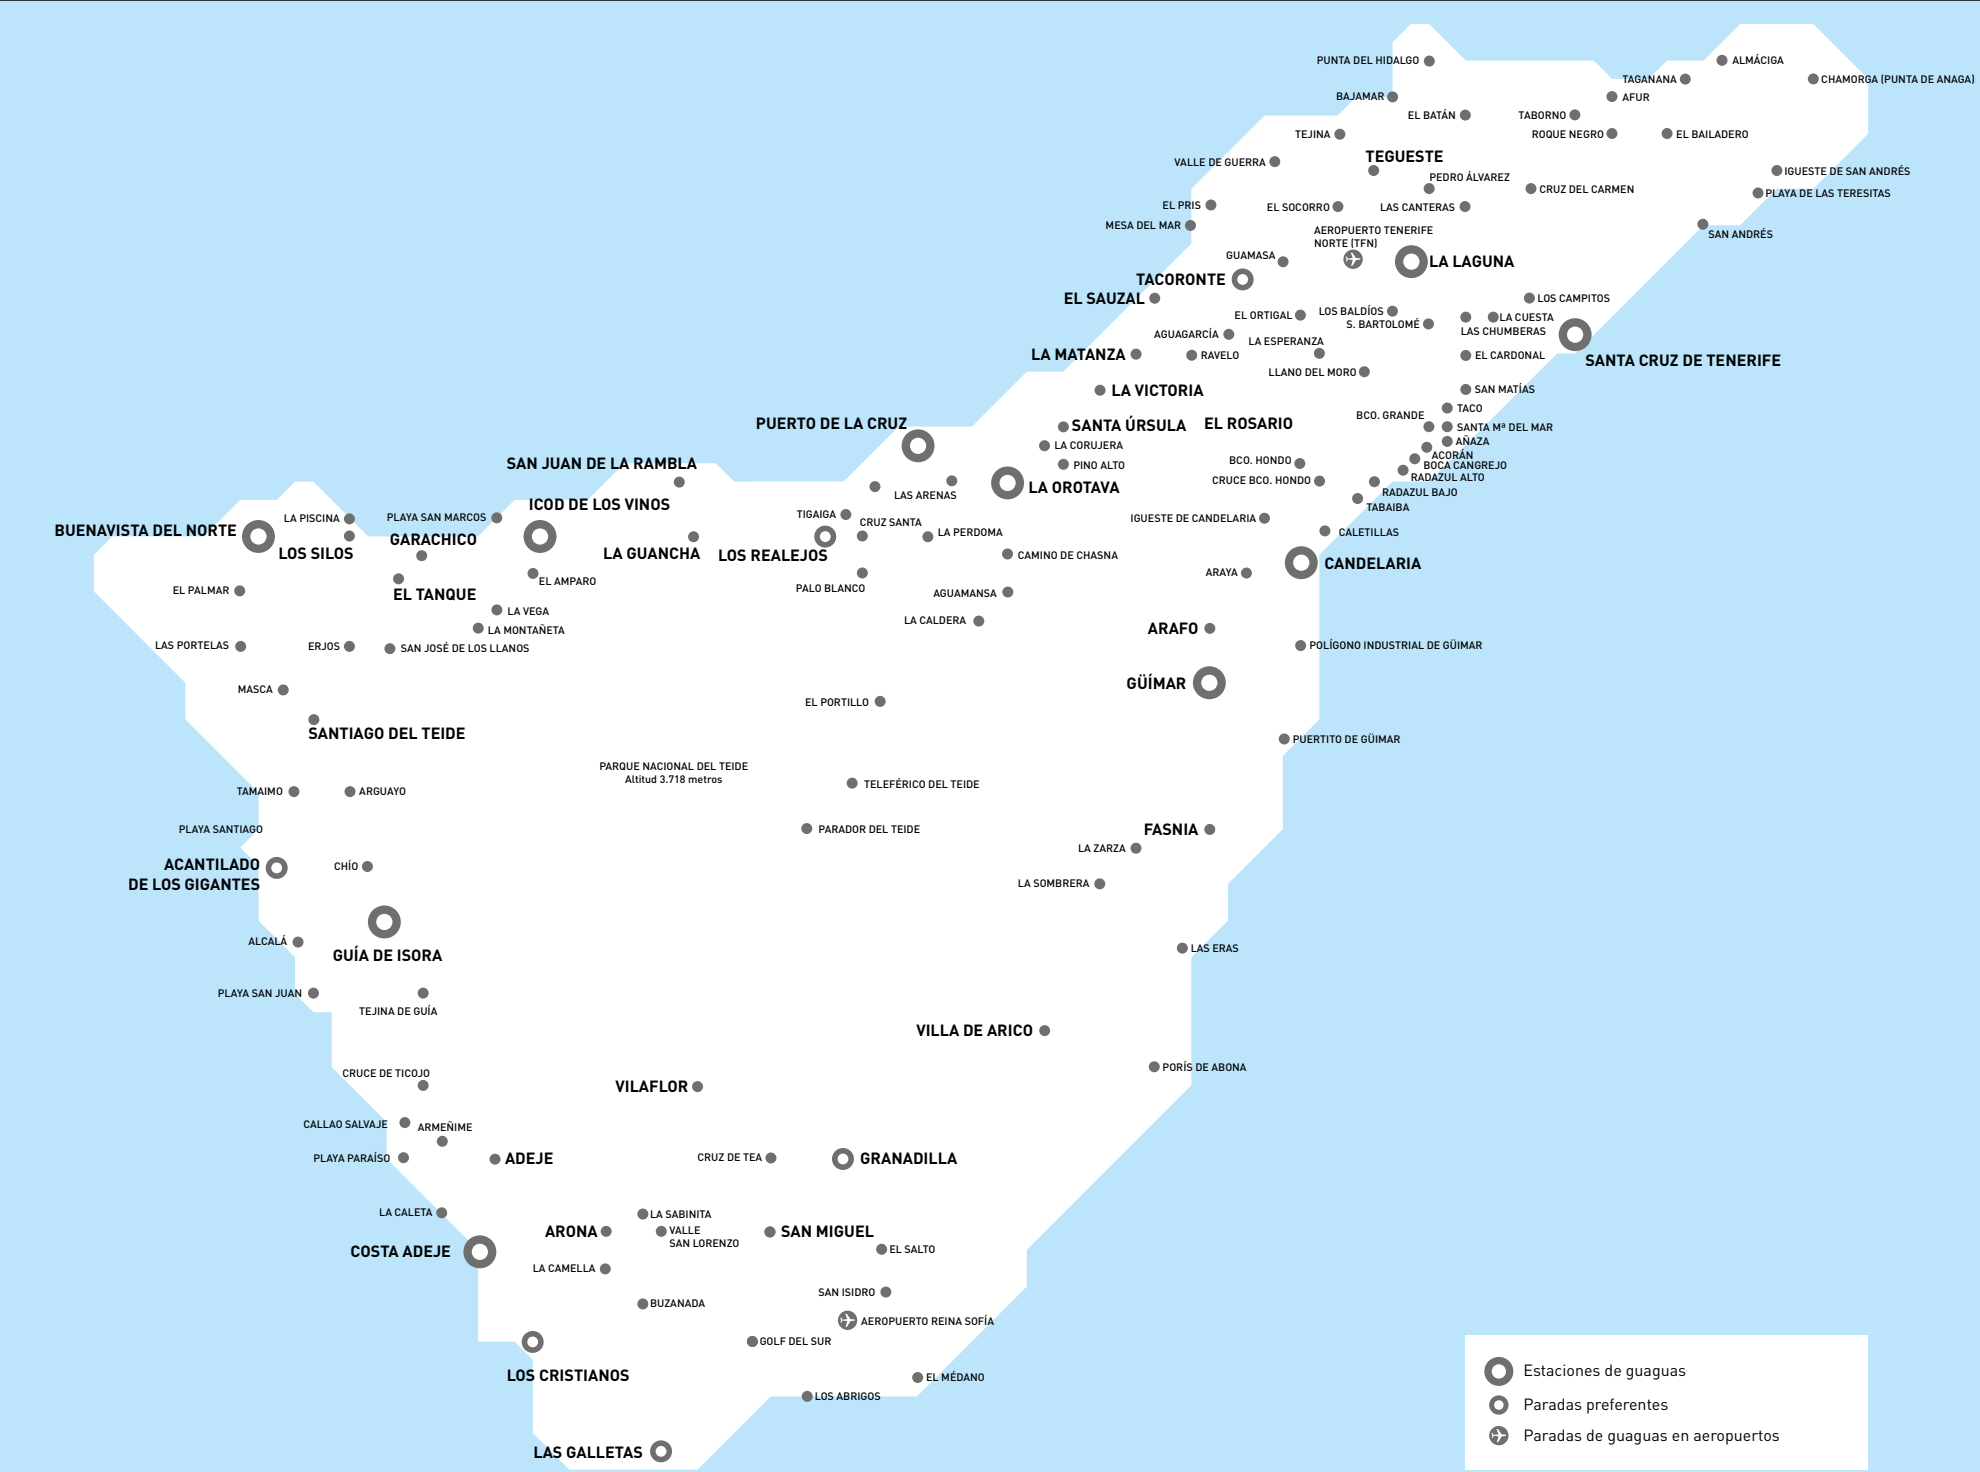 PUNTA DEL HIDALGO
ALMÁCIGA
TAGANANA
CHAMORGA (PUNTA DE ANAGA)
BAJAMAR
AFUR
EL BATÁN
TABORNO
TEJINA
ROQUE NEGRO
EL BAILADERO
TEGUESTE
VALLE DE GUERRA
IGUESTE DE SAN ANDRÉS
PEDRO ÁLVAREZ
CRUZ DEL CARMEN
PLAYA DE LAS TERESITAS
EL PRIS
EL SOCORRO
LAS CANTERAS
MESA DEL MAR
AEROPUERTO TENERIFE
NORTE (TFN)
SAN ANDRÉS
GUAMASA
LA LAGUNA
TACORONTE
EL SAUZAL
LOS CAMPITOS
EL ORTIGAL
LOS BALDÍOS
LA CUESTA
S. BARTOLOMÉ
LAS CHUMBERAS
AGUAGARCÍA
LA ESPERANZA
LA MATANZA
RAVELO
EL CARDONAL
SANTA CRUZ DE TENERIFE
LLANO DEL MORO
LA VICTORIA
SAN MATÍAS
TACO
BCO. GRANDE
PUERTO DE LA CRUZ
SANTA ÚRSULA
EL ROSARIO
SANTA Mª DEL MAR
LA CORUJERA
AÑAZA
ACORÁN
SAN JUAN DE LA RAMBLA
PINO ALTO
BCO. HONDO
BOCA CANGREJO
CRUCE BCO. HONDO
RADAZUL ALTO
LAS ARENAS
LA OROTAVA
RADAZUL BAJO
ICOD DE LOS VINOS
TABAIBA
TIGAIGA
LA PISCINA
PLAYA SAN MARCOS
CRUZ SANTA
IGUESTE DE CANDELARIA
BUENAVISTA DEL NORTE
LA PERDOMA
CALETILLAS
GARACHICO
LOS SILOS
LA GUANCHA
LOS REALEJOS
CAMINO DE CHASNA
CANDELARIA
ARAYA
EL AMPARO
EL PALMAR
PALO BLANCO
EL TANQUE
AGUAMANSA
LA VEGA
LA CALDERA
LA MONTAÑETA
ARAFO
LAS PORTELAS
ERJOS
SAN JOSÉ DE LOS LLANOS
POLÍGONO INDUSTRIAL DE GÜIMAR
GÜÍMAR
MASCA
EL PORTILLO
SANTIAGO DEL TEIDE
PUERTITO DE GÜIMAR
PARQUE NACIONAL DEL TEIDE
Altitud 3.718 metros
TELEFÉRICO DEL TEIDE
TAMAIMO
ARGUAYO
PLAYA SANTIAGO
PARADOR DEL TEIDE
FASNIA
LA ZARZA
ACANTILADO
DE LOS GIGANTES
CHÍO
LA SOMBRERA
ALCALÁ
GUÍA DE ISORA
LAS ERAS
PLAYA SAN JUAN
TEJINA DE GUÍA
VILLA DE ARICO
PORÍS DE ABONA
CRUCE DE TICOJO
VILAFLOR
CALLAO SALVAJE
ARMEÑIME
PLAYA PARAÍSO
ADEJE
CRUZ DE TEA
GRANADILLA
LA CALETA
LA SABINITA
ARONA
VALLE
SAN LORENZO
SAN MIGUEL
COSTA ADEJE
EL SALTO
LA CAMELLA
SAN ISIDRO
BUZANADA
AEROPUERTO REINA SOFÍA
GOLF DEL SUR
LOS CRISTIANOS
EL MÉDANO
LOS ABRIGOS
LAS GALLETAS
Estaciones de guaguas
Paradas preferentes
Paradas de guaguas en aeropuertos